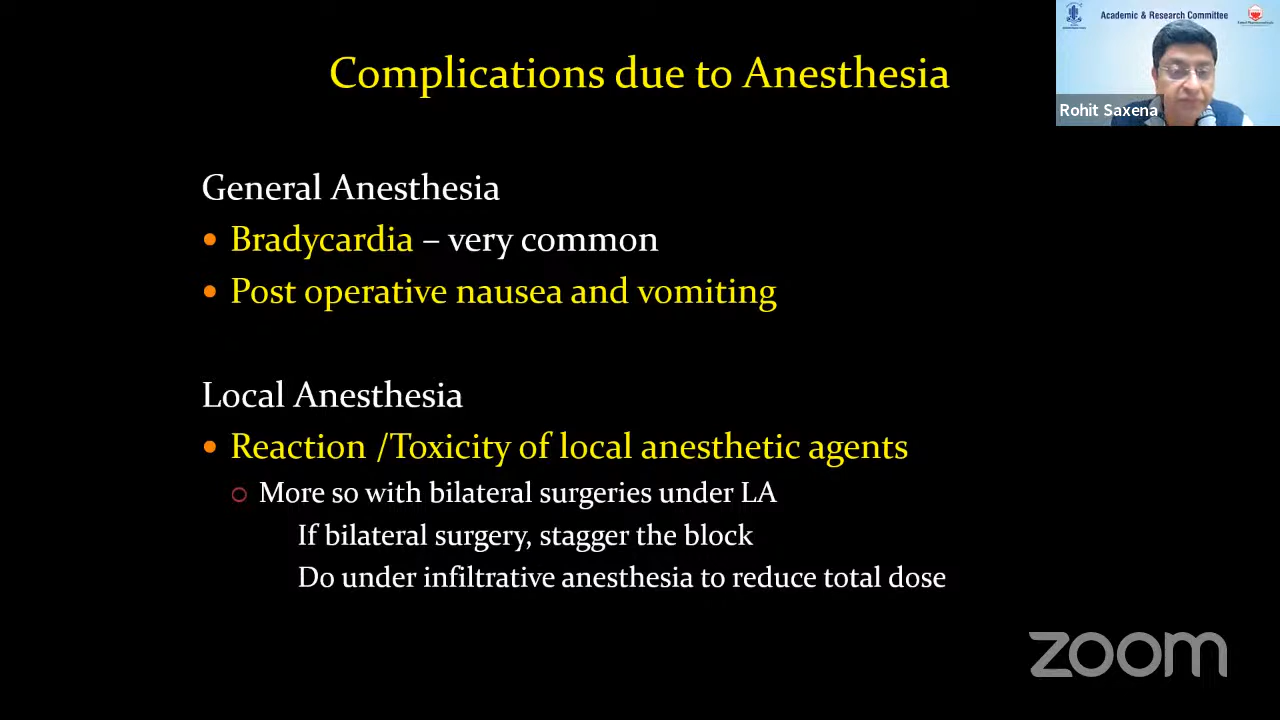 Complications due to Anesthesia
Academic & Research Committee
Rohit Saxena
General Anesthesia
Bradycardia – very common
Post operative nausea and vomiting
Local Anesthesia
Reaction /Toxicity of local anesthetic agents
More so with bilateral surgeries under LA
If bilateral surgery, stagger the block
Do under infiltrative anesthesia to reduce total dose
zoom